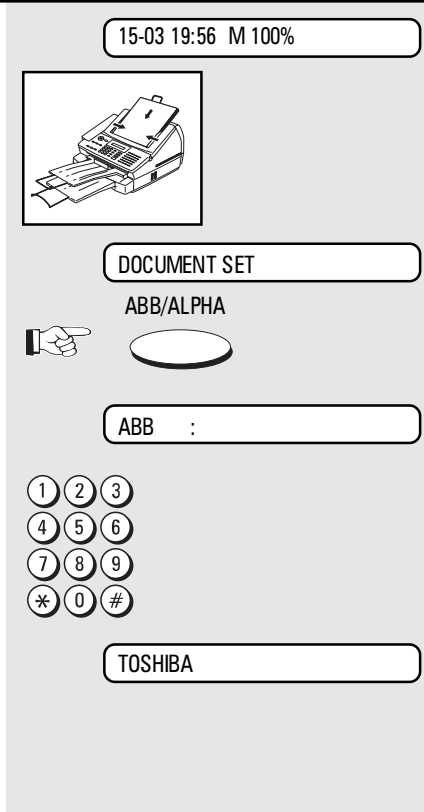 15-03 19:56 M 100%
DOCUMENT SET
ABB/ALPHA
ABB :
1 2 3
4 5 6
7 8 9
* 0 #
TOSHIBA